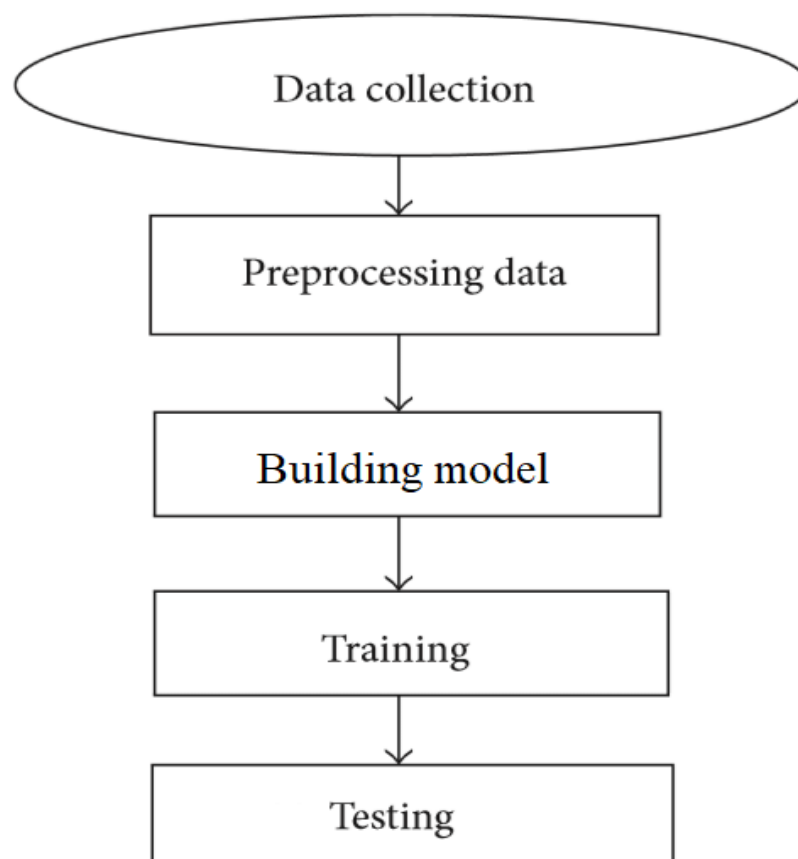 Data collection
Preprocessing data
Building model
Training
Testing